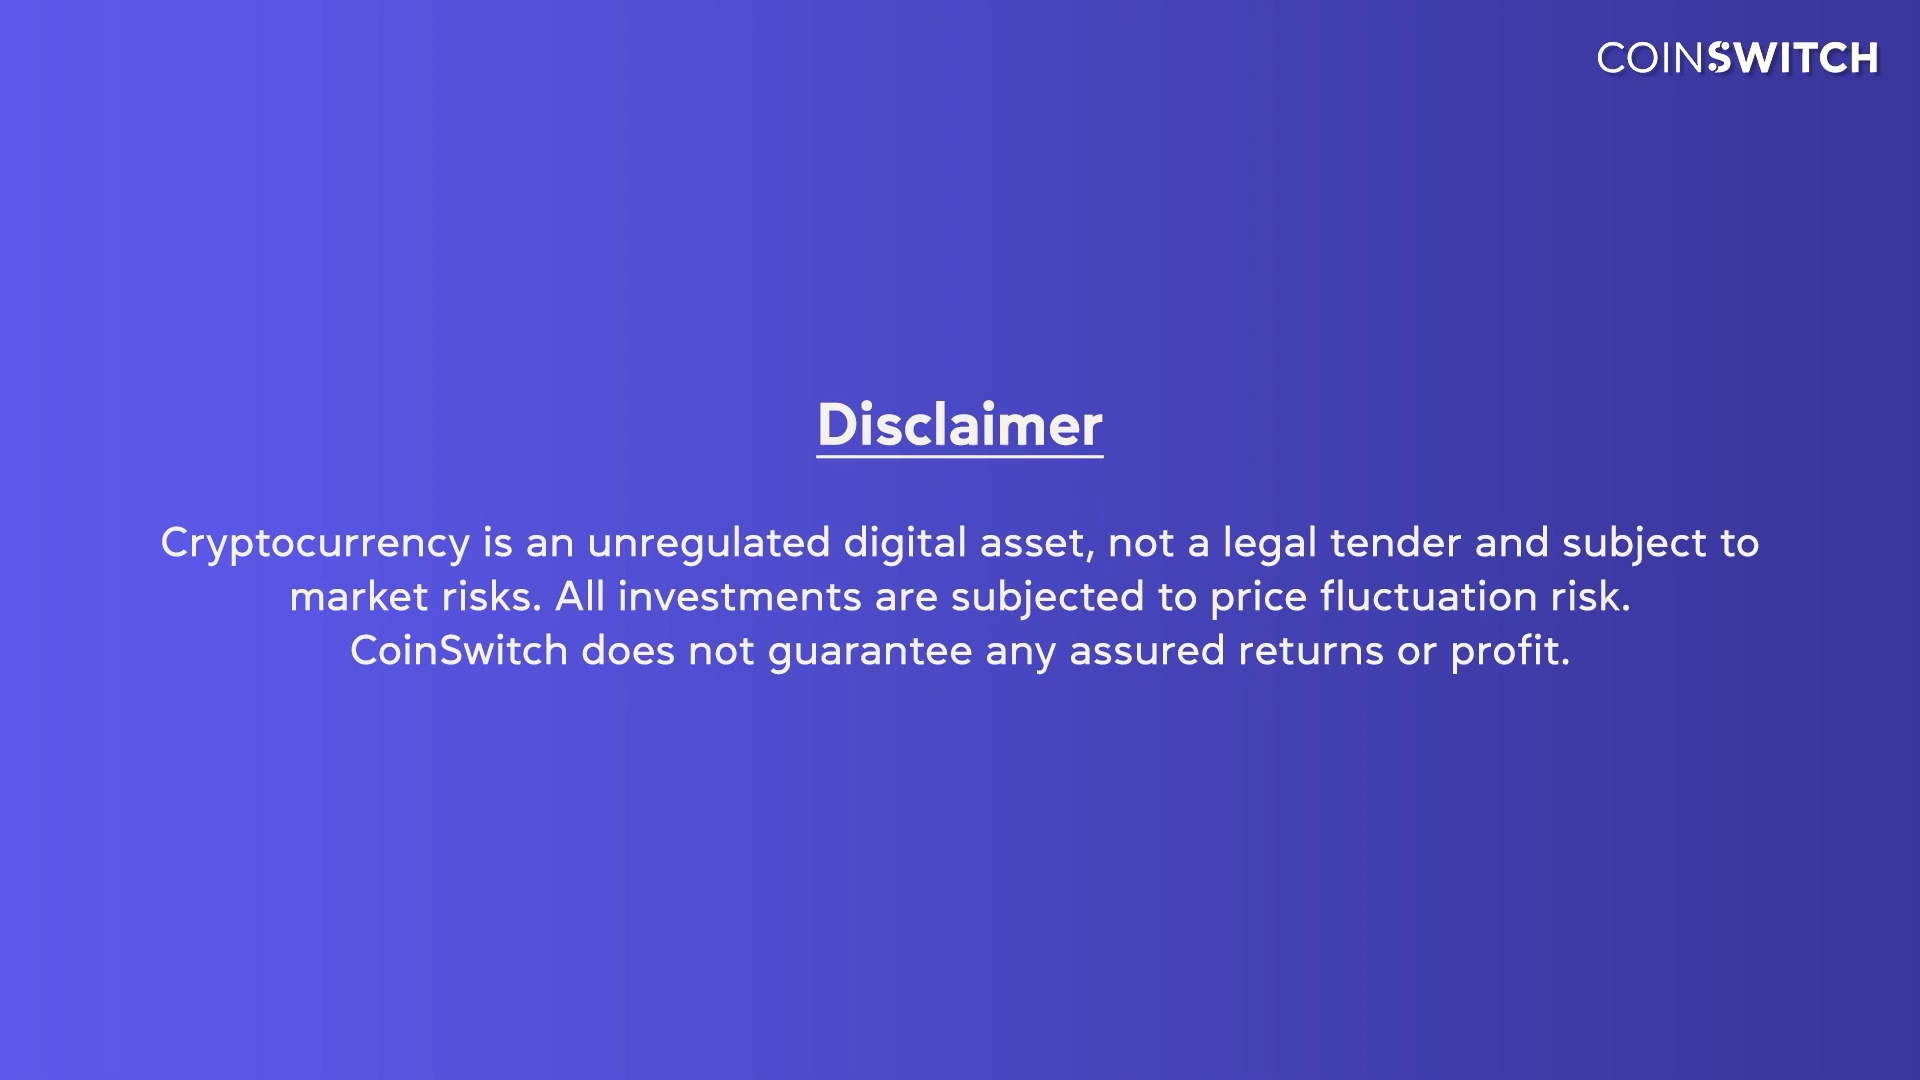 COINSWITCH
Disclaimer
Cryptocurrency is an unregulated digital asset, not a legal tender and subject to
market risks. All investments are subjected to price fluctuation risk.
CoinSwitch does not guarantee any assured returns or profit.